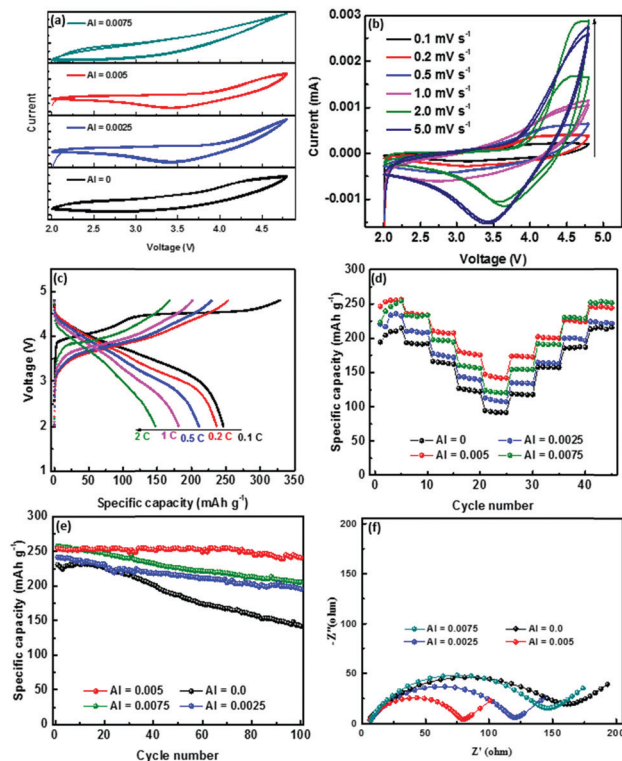 (a)
Al = 0.0075
Al = 0.005
Al = 0.0025
Al = 0
Current
2.0 2.5 3.0 3.5 4.0 4.5
Voltage (V)
(b)
0.1 mV s⁻¹
0.2 mV s⁻¹
0.5 mV s⁻¹
1.0 mV s⁻¹
2.0 mV s⁻¹
5.0 mV s⁻¹
Current (mA)
0.003
0.002
0.001
0.000
-0.001
2.0 2.5 3.0 3.5 4.0 4.5 5.0
Voltage (V)
(c)
Voltage (V)
5
4
3
2
1
2 C 1 C 0.5 C 0.2 C 0.1 C
0 50 100 150 200 250 300 350
Specific capacity (mAh g⁻¹)
(d)
Specific capacity (mAh g⁻¹)
300
250
200
150
100
50
0
Al = 0 Al = 0.0025
Al = 0.005 Al = 0.0075
0 10 20 30 40
Cycle number
(e)
Specific capacity (mAh g⁻¹)
300
250
200
150
100
50
0
Al = 0.005 Al = 0.0
Al = 0.0075 Al = 0.0025
0 20 40 60 80 100
Cycle number
(f)
-Z''(ohm)
-200
150
100
50
0
Al = 0.0075 Al = 0.0
Al = 0.0025 Al = 0.005
0 50 100 150 200
Z' (ohm)